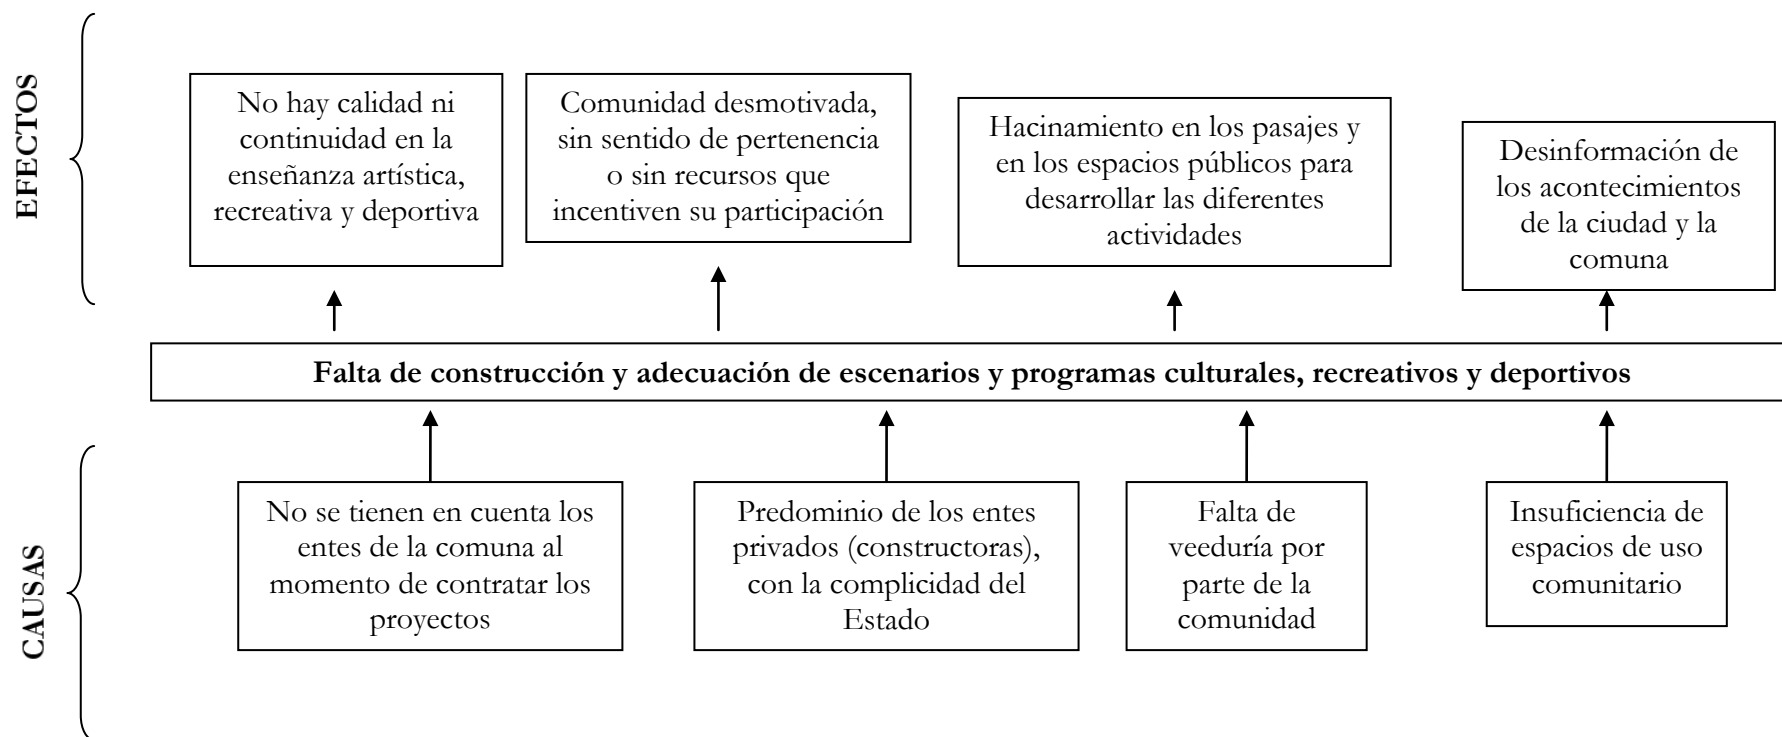 EFECTOS
No hay calidad ni
continuidad en la
enseñanza artística,
recreativa y deportiva
Comunidad desmotivada,
sin sentido de pertenencia
o sin recursos que
incentiven su participación
Hacinamiento en los pasajes y
en los espacios públicos para
desarrollar las diferentes
actividades
Desinformación de
los acontecimientos
de la ciudad y la
comuna
Falta de construcción y adecuación de escenarios y programas culturales, recreativos y deportivos
CAUSAS
No se tienen en cuenta los
entes de la comuna al
momento de contratar los
proyectos
Predominio de los entes
privados (constructoras),
con la complicidad del
Estado
Falta de
veeduría por
parte de la
comunidad
Insuficiencia de
espacios de uso
comunitario